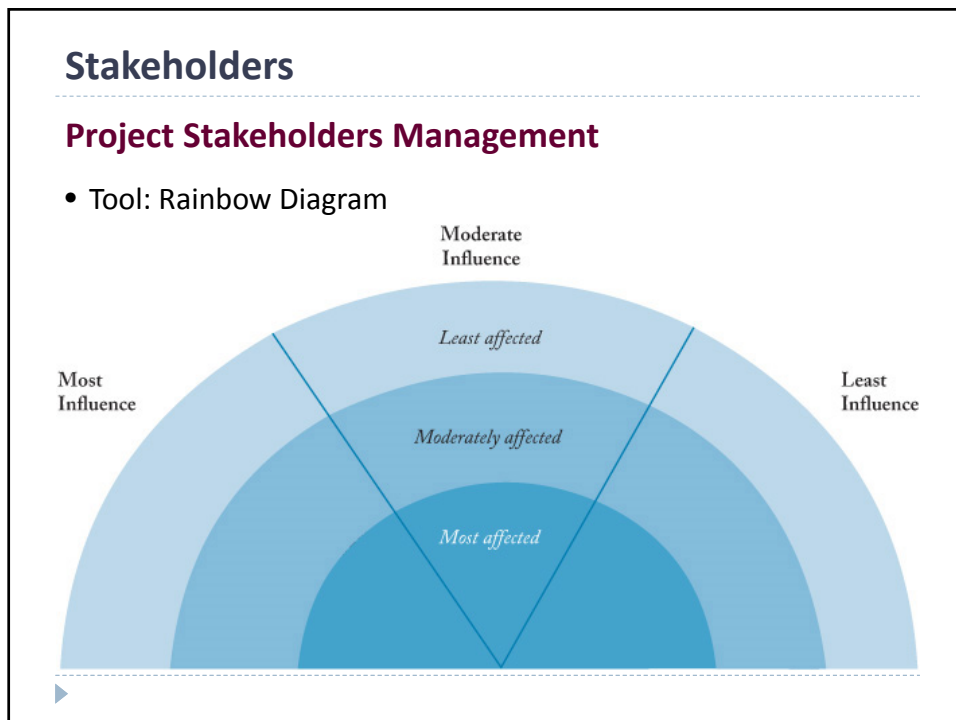 Stakeholders
Project Stakeholders Management
• Tool: Rainbow Diagram
Moderate
Influence
Least affected
Most
Influence
Least
Influence
Moderately affected
Most affected